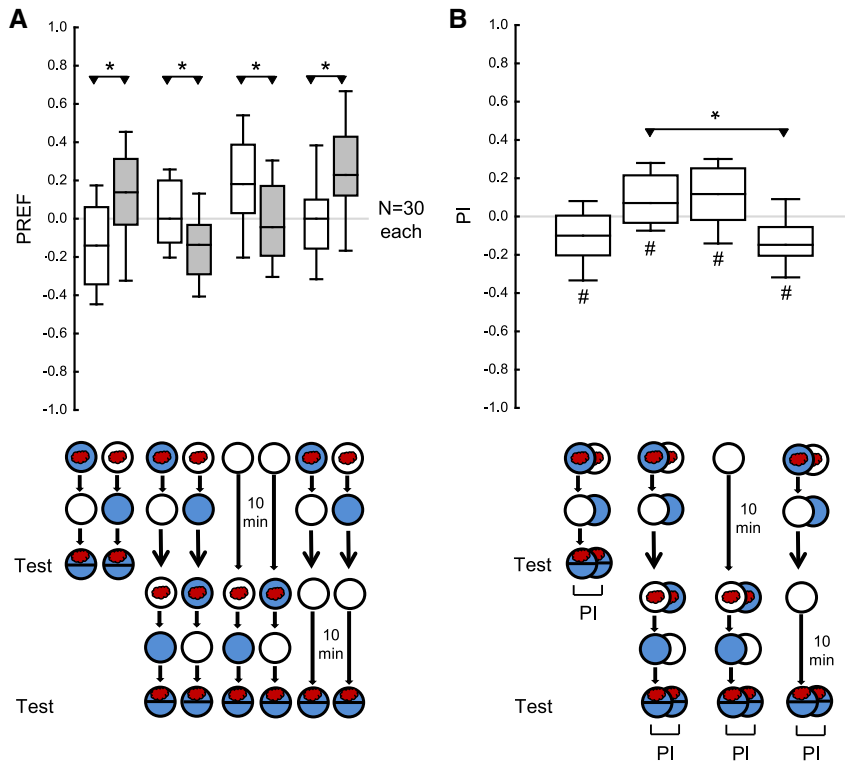 A
PREF
1.0
0.8
0.6
0.4
0.2
0.0
-0.2
-0.4
-0.6
-0.8
-1.0
* * * *
N=30
each
10
min
Test
10
min
Test
B
PI
1.0
0.8
0.6
0.4
0.2
0.0
-0.2
-0.4
-0.6
-0.8
-1.0
*
# # # #
10
min
Test
PI
10
min
Test
PI PI PI